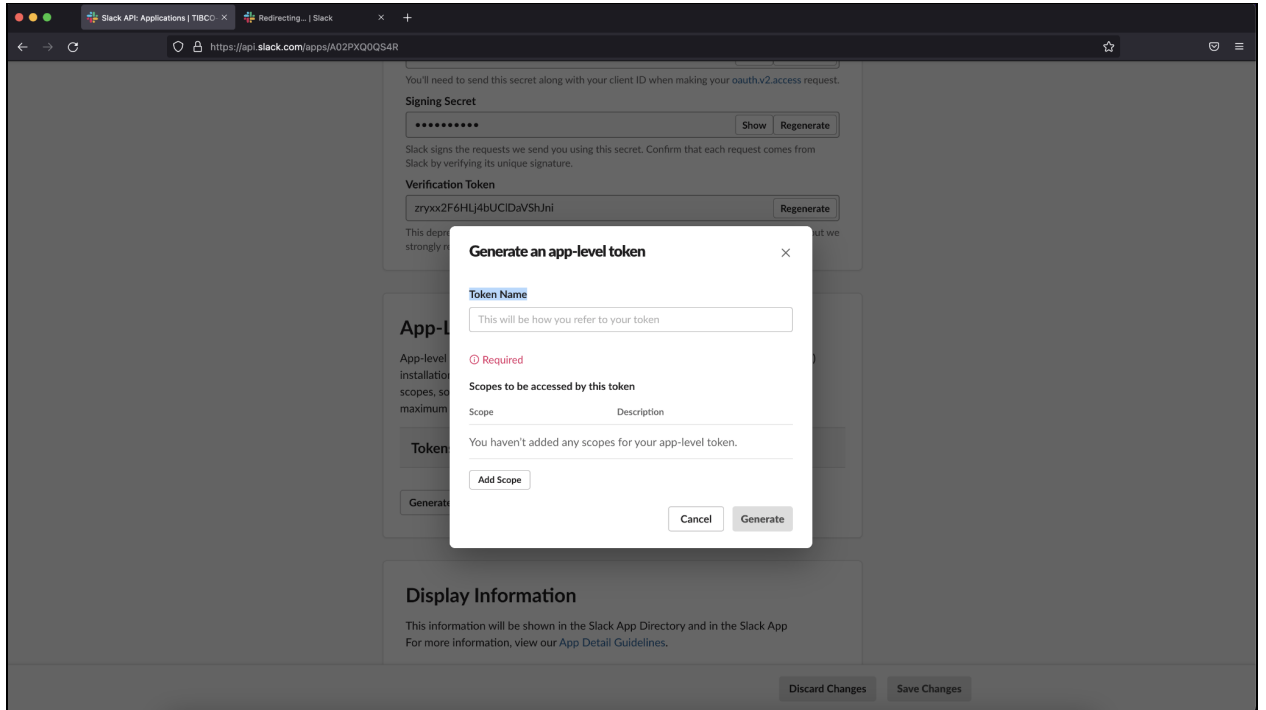 Slack API: Applications | TIBCO
Redirecting... | Slack
https://api.slack.com/apps/A02PXQ0QS4R
You'll need to send this secret along with your client ID when making your oauth.v2.access request.
Signing Secret
Show Regenerate
Slack signs the requests we send you using this secret. Confirm that each request comes from
Slack by verifying its unique signature.
Verification Token
zryxx2F6HLj4bUClDaVShJni
Regenerate
This depre
ut we
strongly re
Generate an app-level token
Token Name
This will be how you refer to your token
Required
Scopes to be accessed by this token
Scope Description
You haven't added any scopes for your app-level token.
Add Scope
Cancel Generate
App-L
App-level
installatio
scopes, so
maximum
Token
Generate
Display Information
This information will be shown in the Slack App Directory and in the Slack App
For more information, view our App Detail Guidelines.
Discard Changes Save Changes